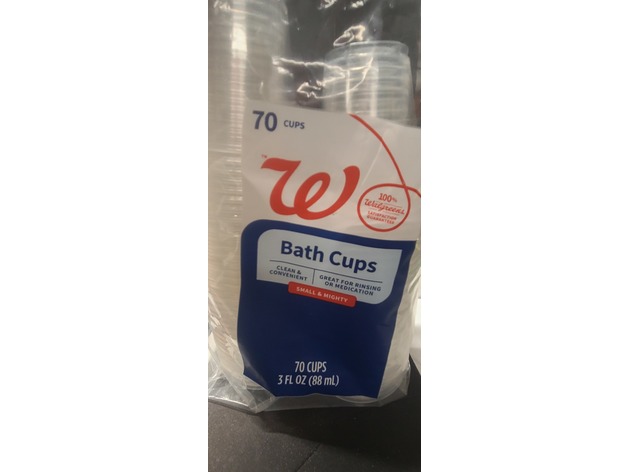 70 CUPS
W
™
100%
Walgreens
SATISFACTION
GUARANTEED
Bath Cups
CLEAN &
CONVENIENT
GREAT FOR RINSING
OR MEDICATION
SMALL & MIGHTY
70 CUPS
3 FL OZ (88 mL)